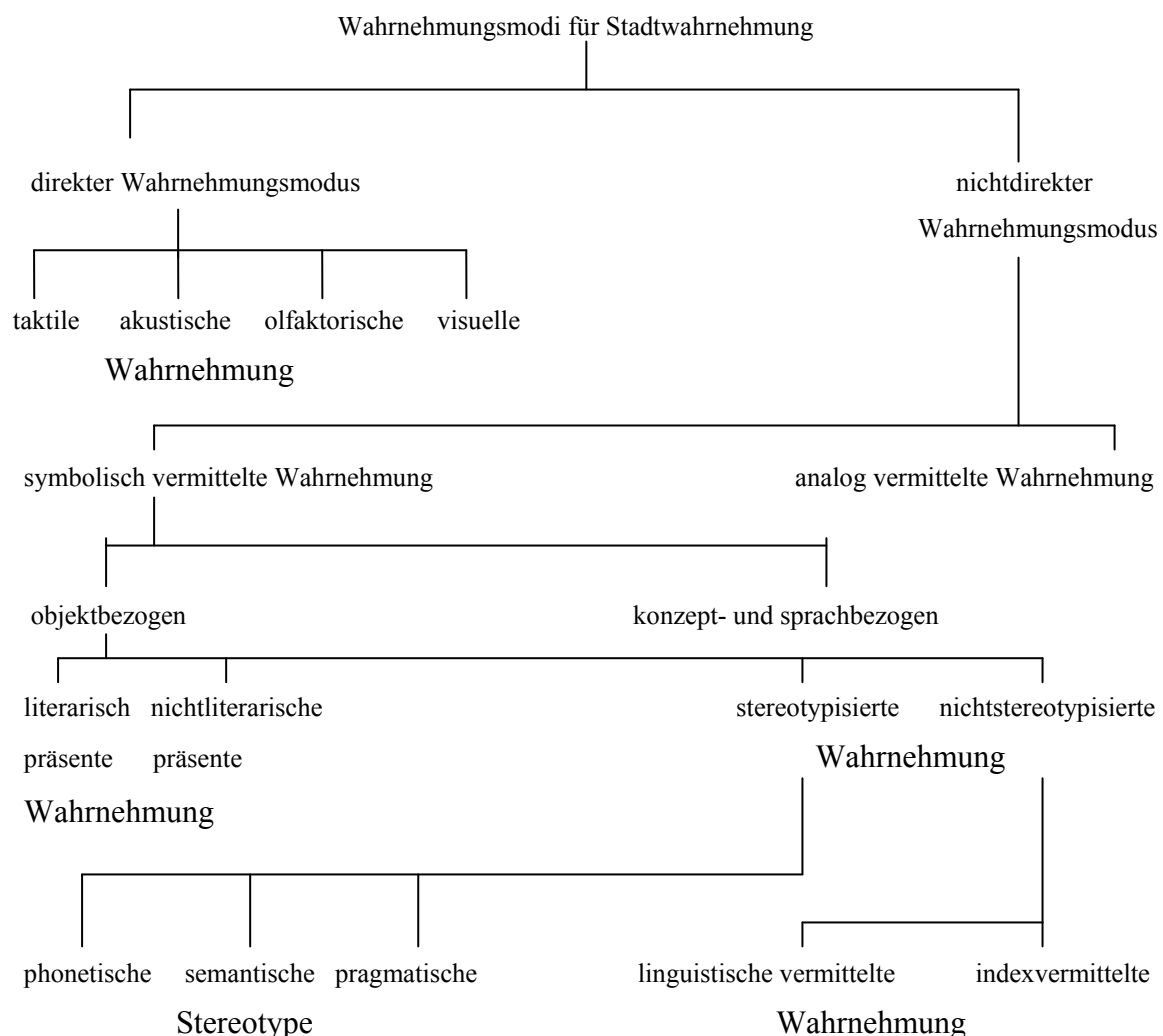 Wahrnehmungsmodi für Stadtwahrnehmung
direkter Wahrnehmungsmodus
nichtdirekter
Wahrnehmungsmodus
taktile akustische olfaktorische visuelle
Wahrnehmung
symbolisch vermittelte Wahrnehmung
analog vermittelte Wahrnehmung
objektbezogen
konzept- und sprachbezogen
literarisch nichtliterarische
präsente präsente
Wahrnehmung
stereotypisierte nichtstereotypisierte
Wahrnehmung
phonetische semantische pragmatische
Stereotype
linguistische vermittelte indexvermittelte
Wahrnehmung